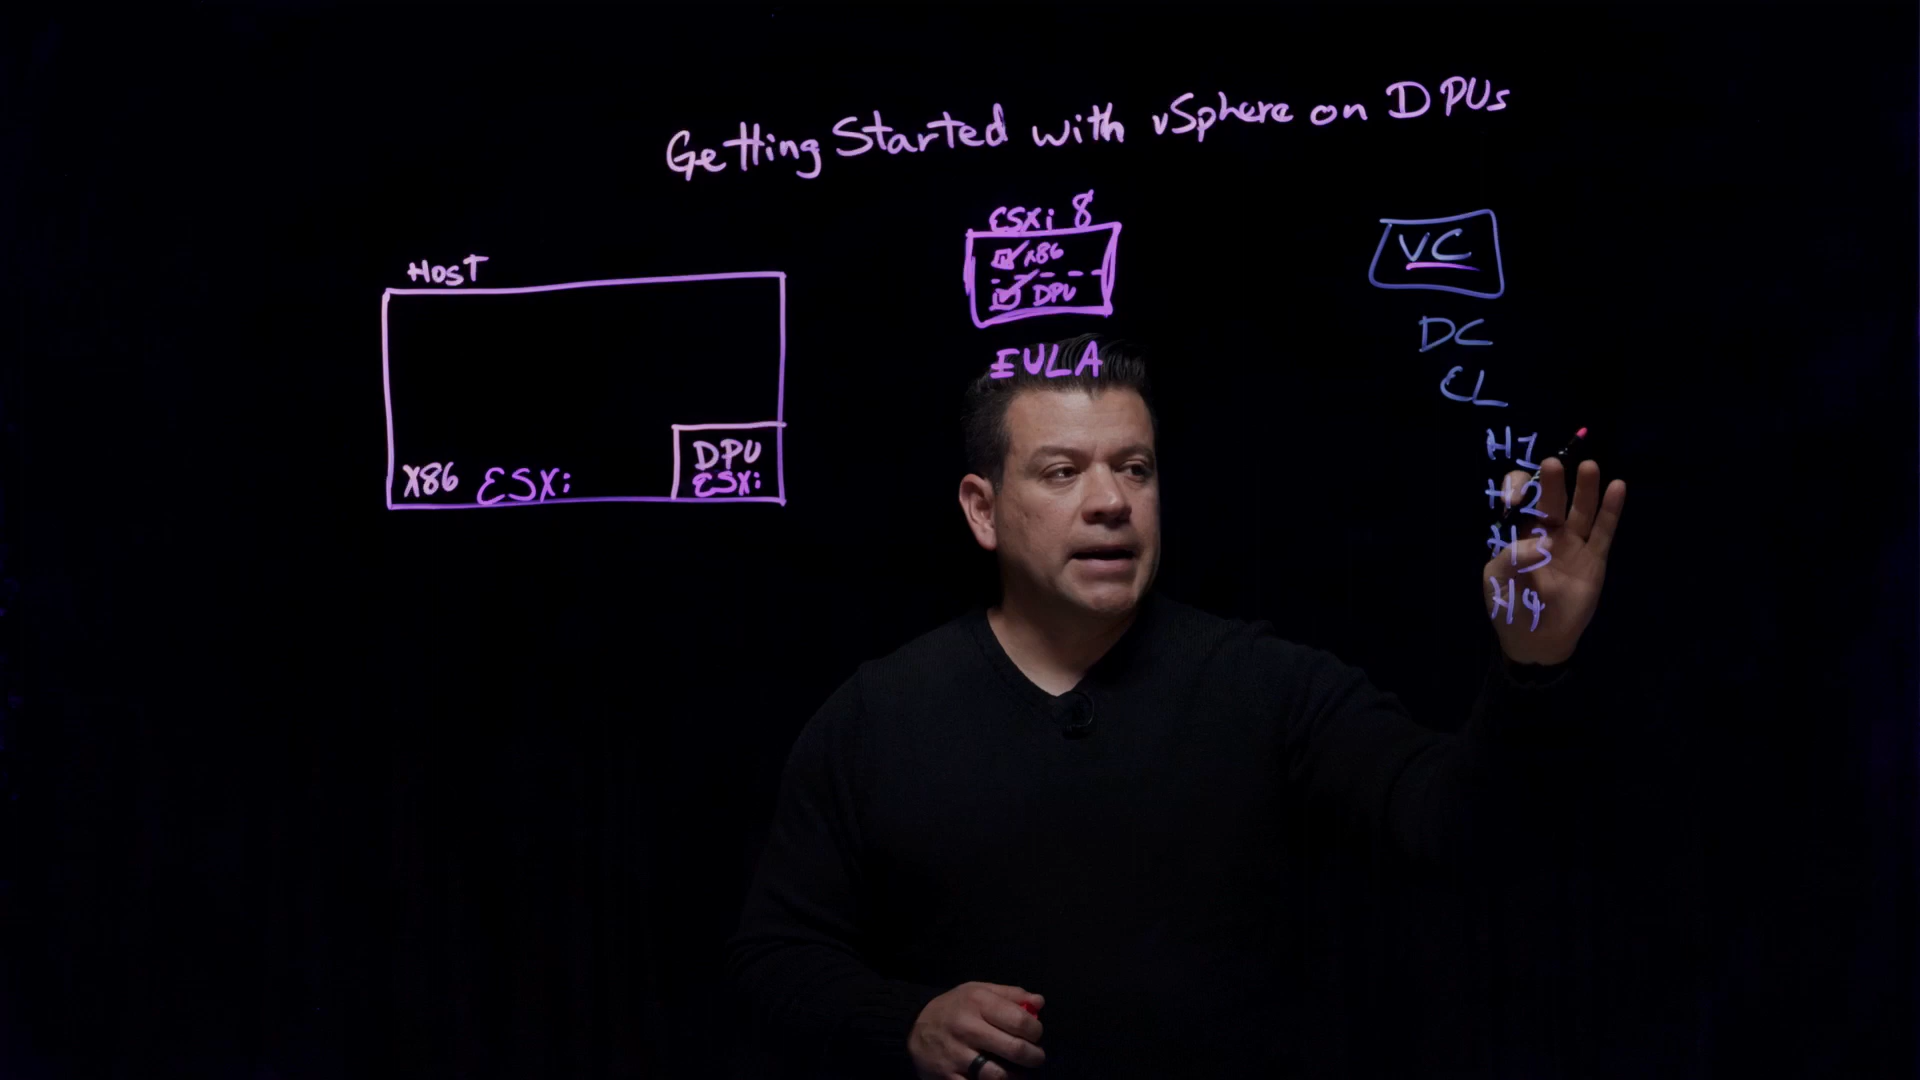 Getting Started with vSphere on DPUs
HOST
X86 ESXi
DPU
ESXi
ESXi 8
X86
DPU
EULA
VC
DC
CL
H1
H2
H3
H4